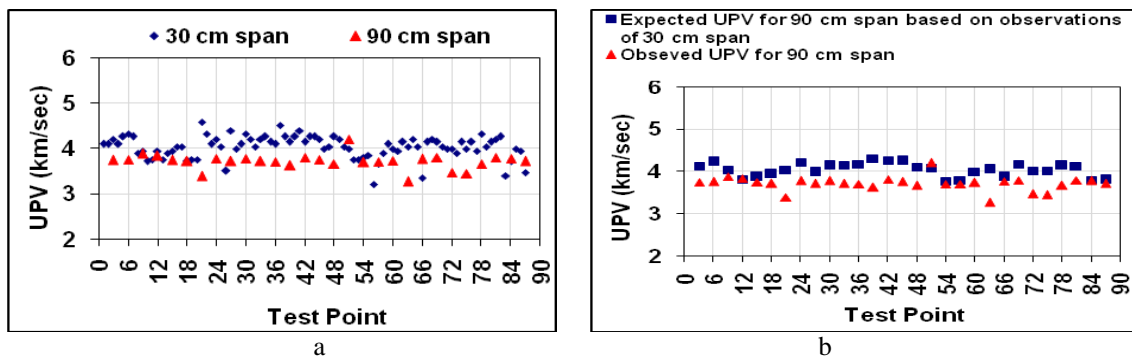 30 cm span
90 cm span
6
5
4
3
2
UPV (km/sec)
0 6 12 18 24 30 36 42 48 54 60 66 72 78 84 90
Test Point
a
Expected UPV for 90 cm span based on observations
of 30 cm span
Obseved UPV for 90 cm span
6
5
4
3
2
UPV (km/sec)
0 6 12 18 24 30 36 42 48 54 60 66 72 78 84 90
Test Point
b